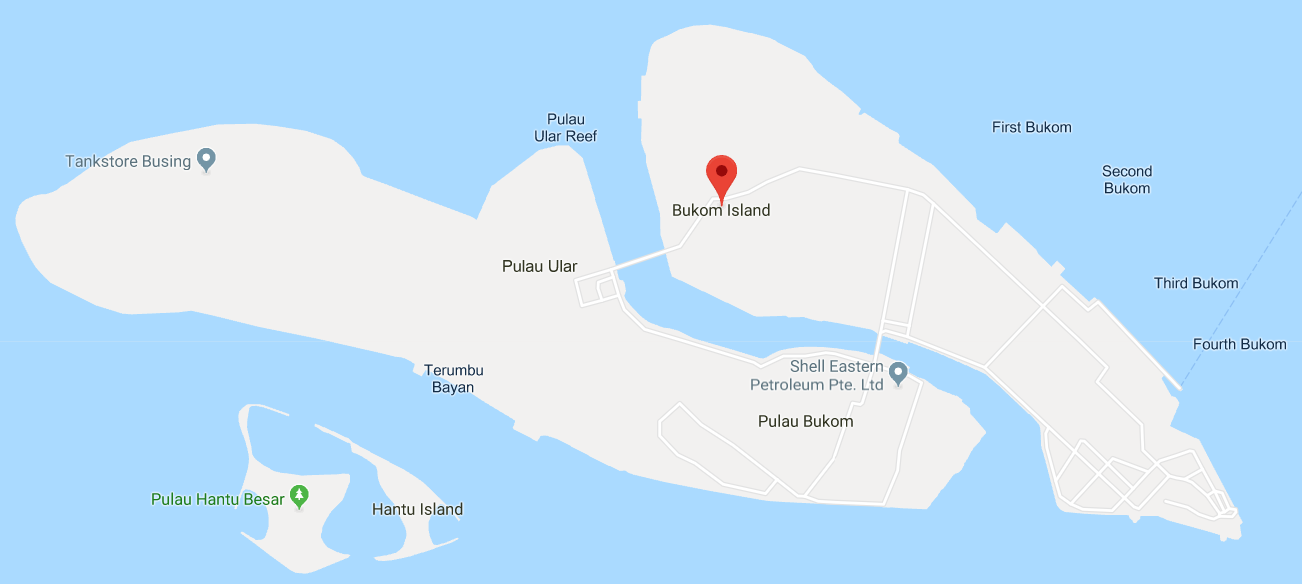 Pulau
Ular Reef
First Bukom
Tankstore Busing
Second
Bukom
Bukom Island
Pulau Ular
Third Bukom
Fourth Bukom
Terumbu
Bayan
Shell Eastern
Petroleum Pte. Ltd
Pulau Bukom
Pulau Hantu Besar
Hantu Island